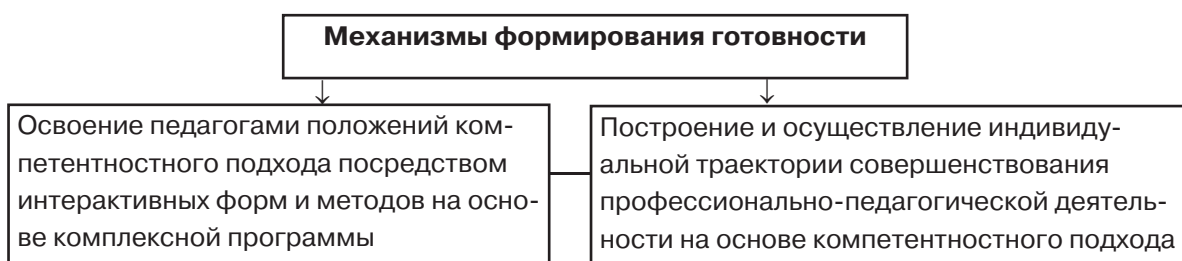 Механизмы формирования готовности
Освоение педагогами положений ком-
петентностного подхода посредством
интерактивных форм и методов на осно-
ве комплексной программы
Построение и осуществление индивиду-
альной траектории совершенствования
профессионально-педагогической деятель-
ности на основе компетентностного подхода